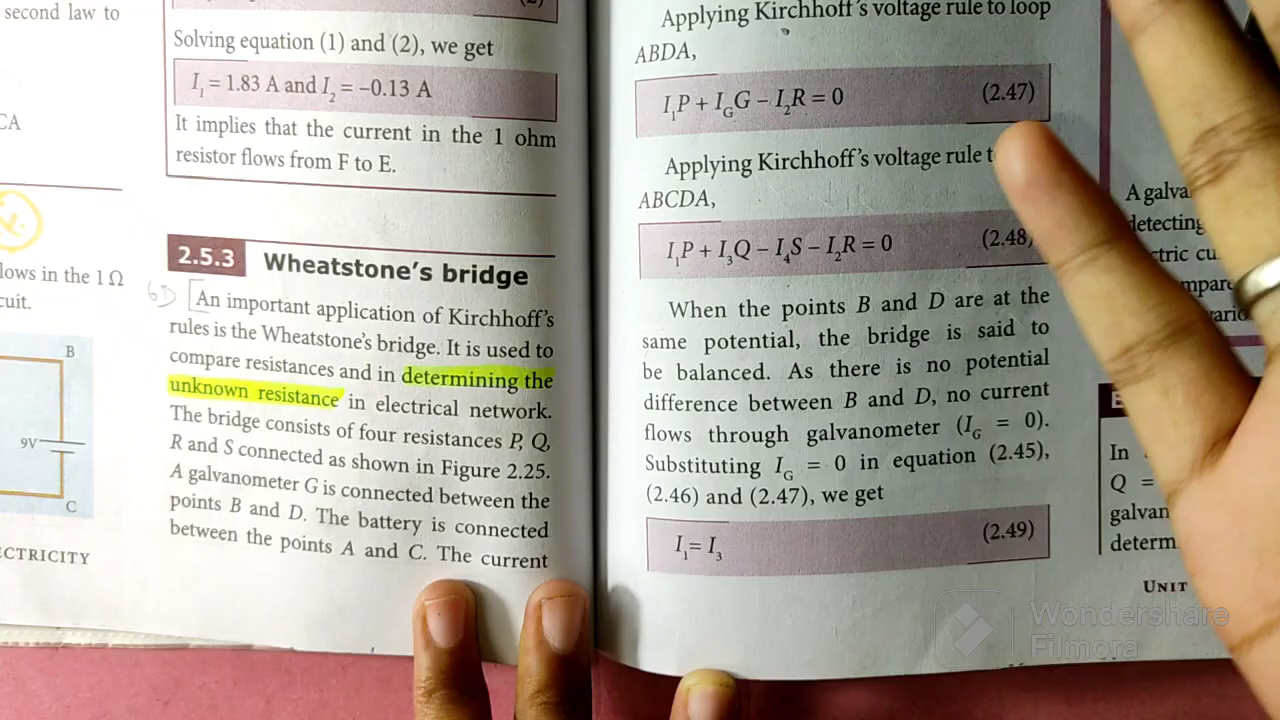 second law to
CA
lows in the 1 Ω
cuit.
B
9V
C
ECTRICITY
(2)
Solving equation (1) and (2), we get
I₁ = 1.83 A and I₂ = −0.13 A
It implies that the current in the 1 ohm
resistor flows from F to E.
2.5.3 Wheatstone's bridge
An important application of Kirchhoff's
rules is the Wheatstone's bridge. It is used to
compare resistances and in determining the
unknown resistance in electrical network.
The bridge consists of four resistances P, Q,
R and S connected as shown in Figure 2.25.
A galvanometer G is connected between the
points B and D. The battery is connected
between the points A and C. The current
Applying Kirchhoff's voltage rule to loop
ABDA,
I₁P + I_G G − I₂R = 0 (2.47)
Applying Kirchhoff's voltage rule t
ABCDA,
I₁P + I₃Q − I₄S − I₂R = 0 (2.48)
When the points B and D are at the
same potential, the bridge is said to
be balanced. As there is no potential
difference between B and D, no current
flows through galvanometer (I_G = 0).
Substituting I_G = 0 in equation (2.45),
(2.46) and (2.47), we get
I₁ = I₃ (2.49)
A galva
detecting
ctric cu
mpare
vario
E
In
Q =
galvan
determ
UNIT
Wondershare
Filmora